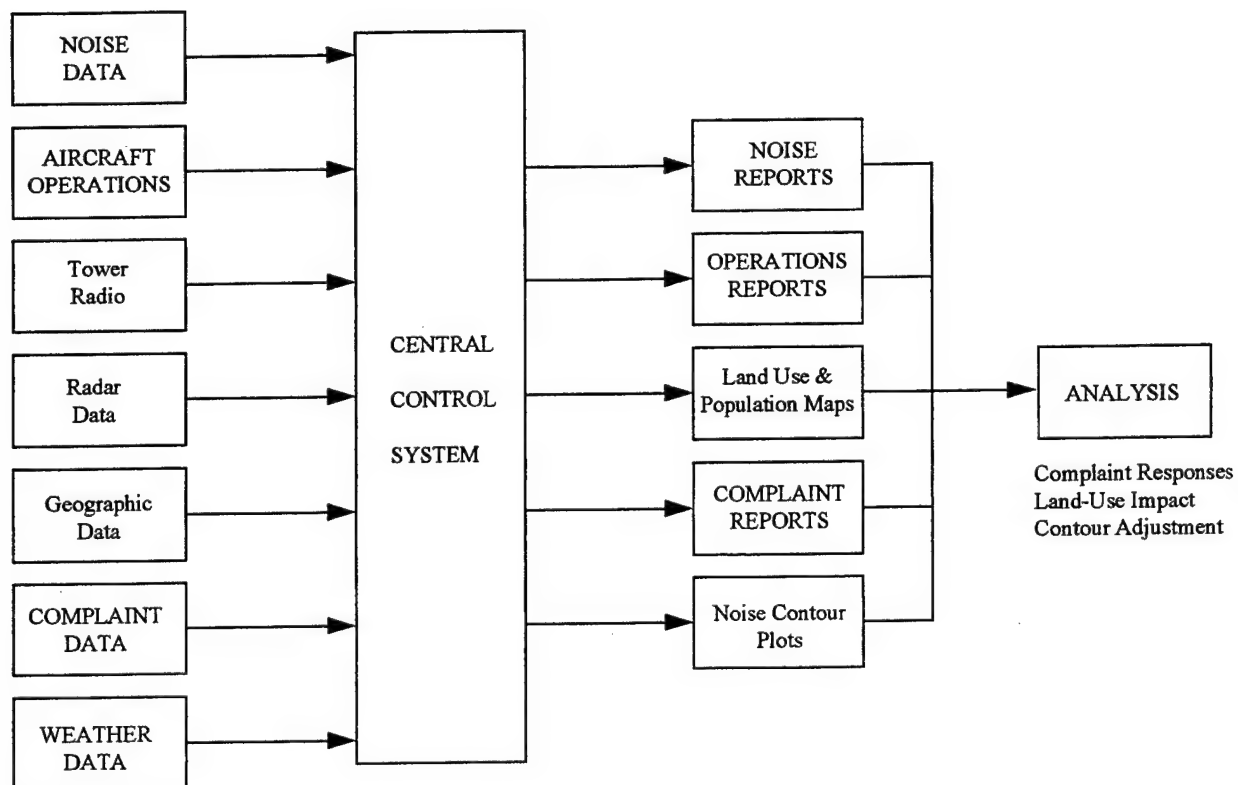 NOISE
DATA
AIRCRAFT
OPERATIONS
Tower
Radio
Radar
Data
Geographic
Data
COMPLAINT
DATA
WEATHER
DATA
CENTRAL
CONTROL
SYSTEM
NOISE
REPORTS
OPERATIONS
REPORTS
Land Use &
Population Maps
COMPLAINT
REPORTS
Noise Contour
Plots
ANALYSIS
Complaint Responses
Land-Use Impact
Contour Adjustment